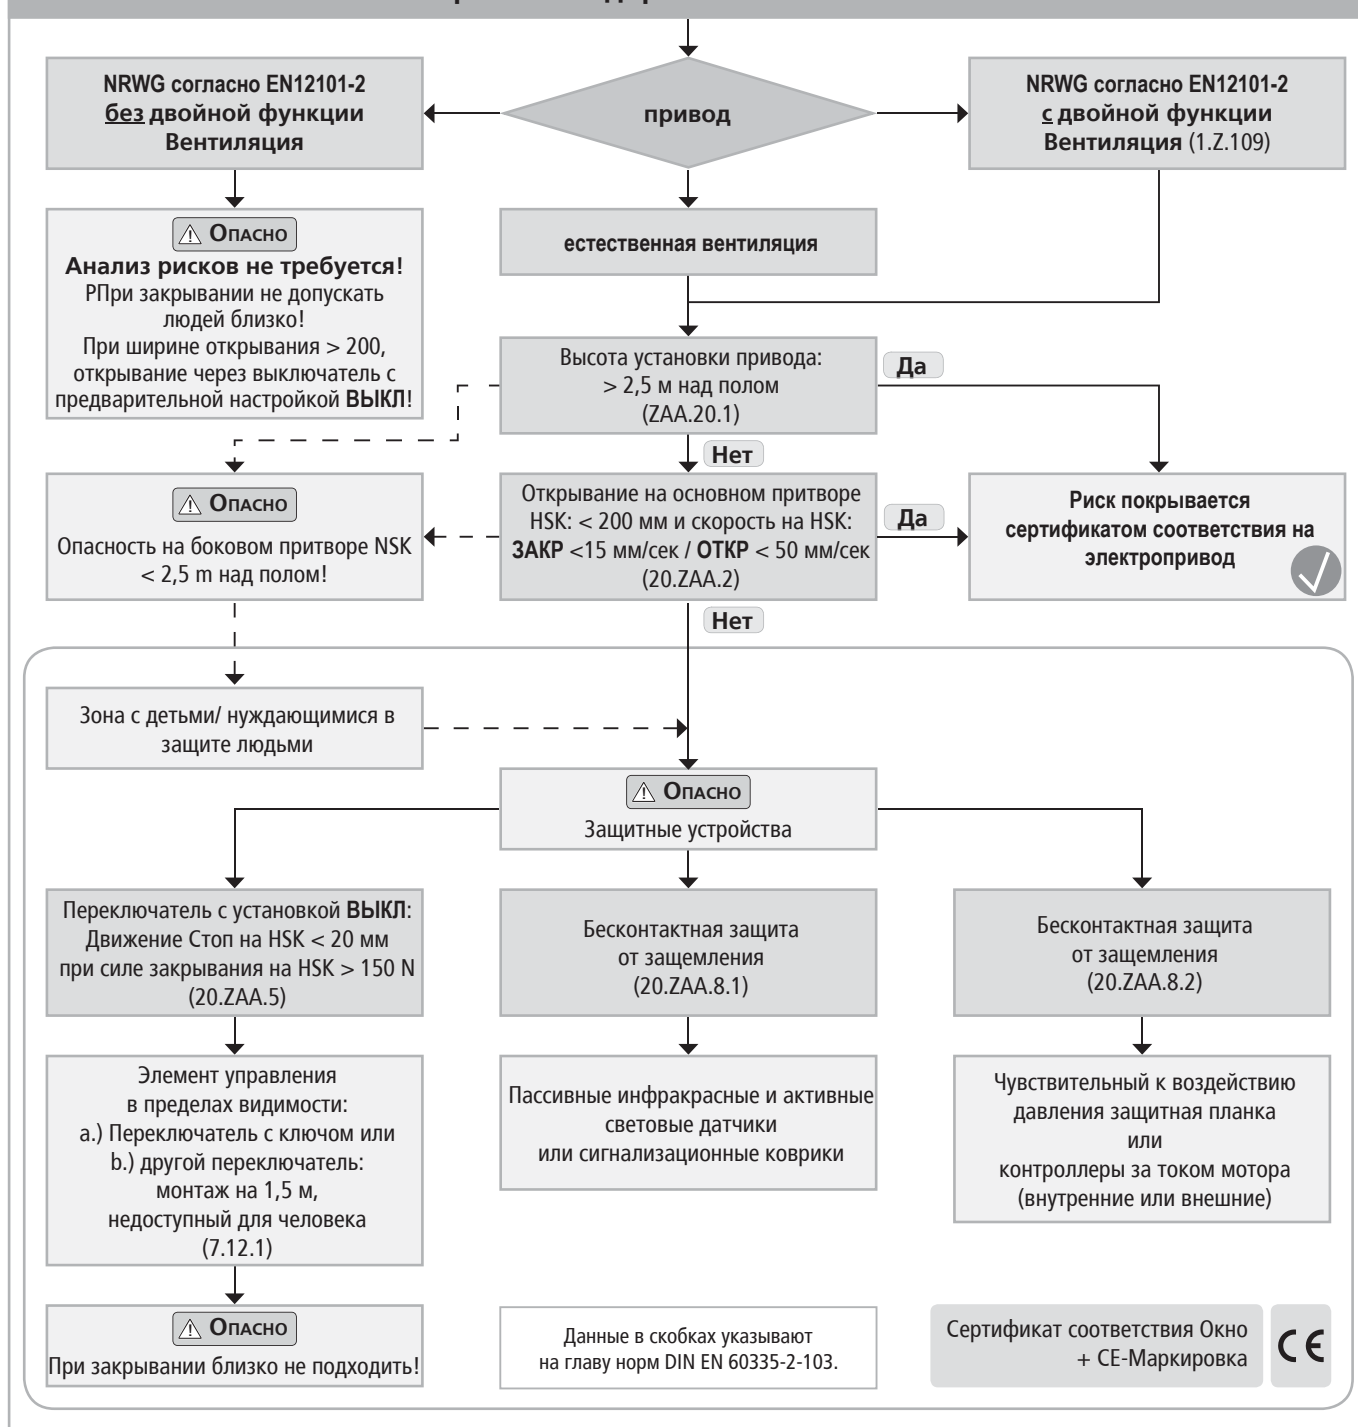 NRWG согласно EN12101-2
без двойной функции
Вентиляция
привод
NRWG согласно EN12101-2
с двойной функции
Вентиляция (1.Z.109)
ОПАСНО
Анализ рисков не требуется!
РПри закрывании не допускать
людей близко!
При ширине открывания > 200,
открывание через выключатель с
предварительной настройкой ВЫКЛ!
естественная вентиляция
Высота установки привода:
> 2,5 м над полом
(ZAA.20.1)
Да
Нет
ОПАСНО
Опасность на боковом притворе NSK
< 2,5 m над полом!
Открывание на основном притворе
HSK: < 200 мм и скорость на HSK:
ЗАКР <15 мм/сек / ОТКР < 50 мм/сек
(20.ZAA.2)
Да
Риск покрывается
сертификатом соответствия на
электропривод
Нет
Зона с детьми/ нуждающимися в
защите людьми
ОПАСНО
Защитные устройства
Переключатель с установкой ВЫКЛ:
Движение Стоп на HSK < 20 мм
при силе закрывания на HSK > 150 N
(20.ZAA.5)
Бесконтактная защита
от защемления
(20.ZAA.8.1)
Бесконтактная защита
от защемления
(20.ZAA.8.2)
Элемент управления
в пределах видимости:
a.) Переключатель с ключом или
b.) другой переключатель:
монтаж на 1,5 м,
недоступный для человека
(7.12.1)
Пассивные инфракрасные и активные
световые датчики
или сигнализационные коврики
Чувствительный к воздействию
давления защитная планка
или
контроллеры за током мотора
(внутренние или внешние)
ОПАСНО
При закрывании близко не подходить!
Данные в скобках указывают
на главу норм DIN EN 60335-2-103.
Сертификат соответствия Окно
+ CE-Маркировка
CE